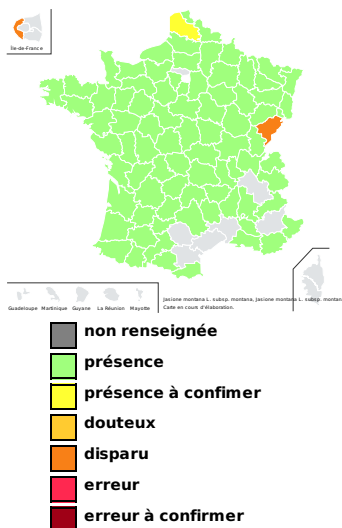 Île-de-France
Guadeloupe Martinique Guyane La Réunion Mayotte
Jasione montana L. subsp. montana, Jasione montana L. subsp. montan
Carte en cours d'élaboration.
non renseignée
présence
présence à confimer
douteux
disparu
erreur
erreur à confirmer